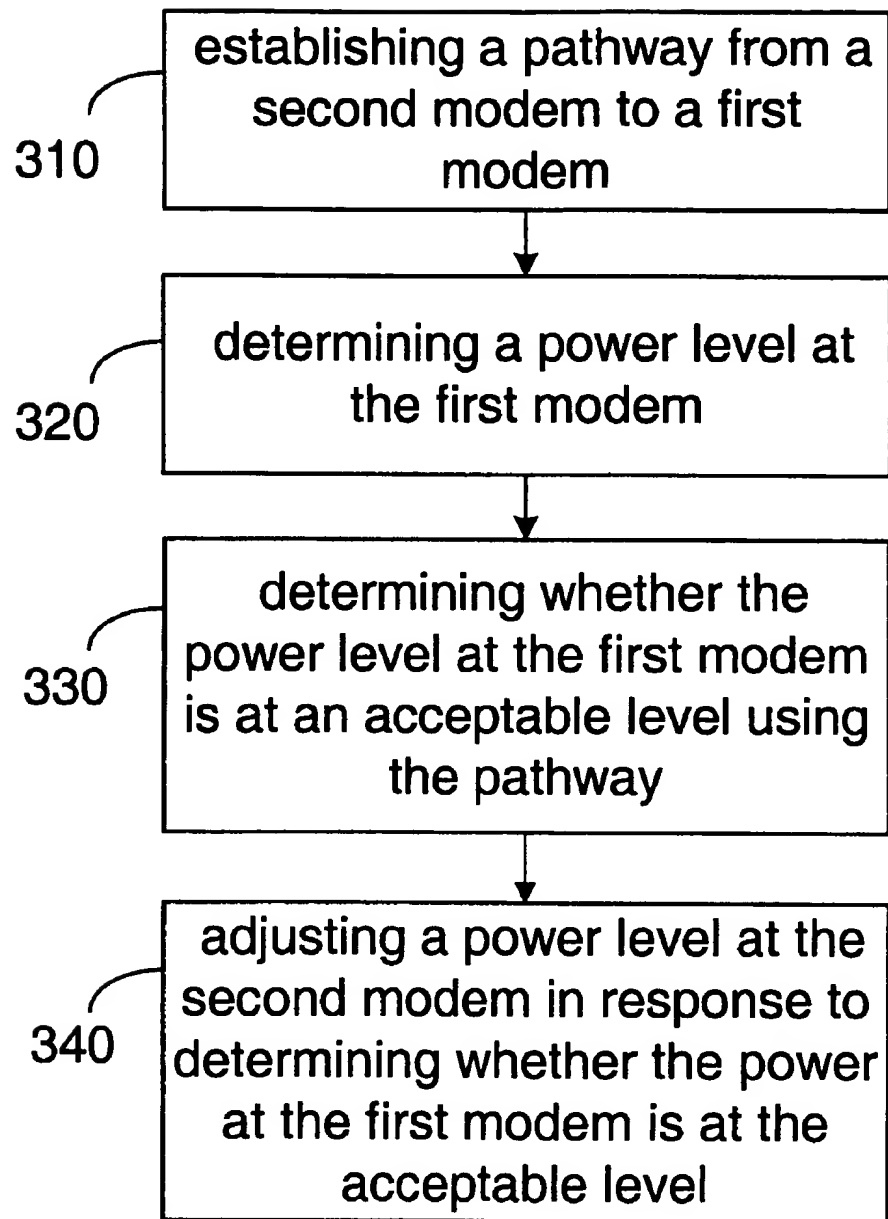 establishing a pathway from a
second modem to a first
modem
310
determining a power level at
the first modem
320
determining whether the
power level at the first modem
is at an acceptable level using
the pathway
330
adjusting a power level at the
second modem in response to
determining whether the power
at the first modem is at the
acceptable level
340